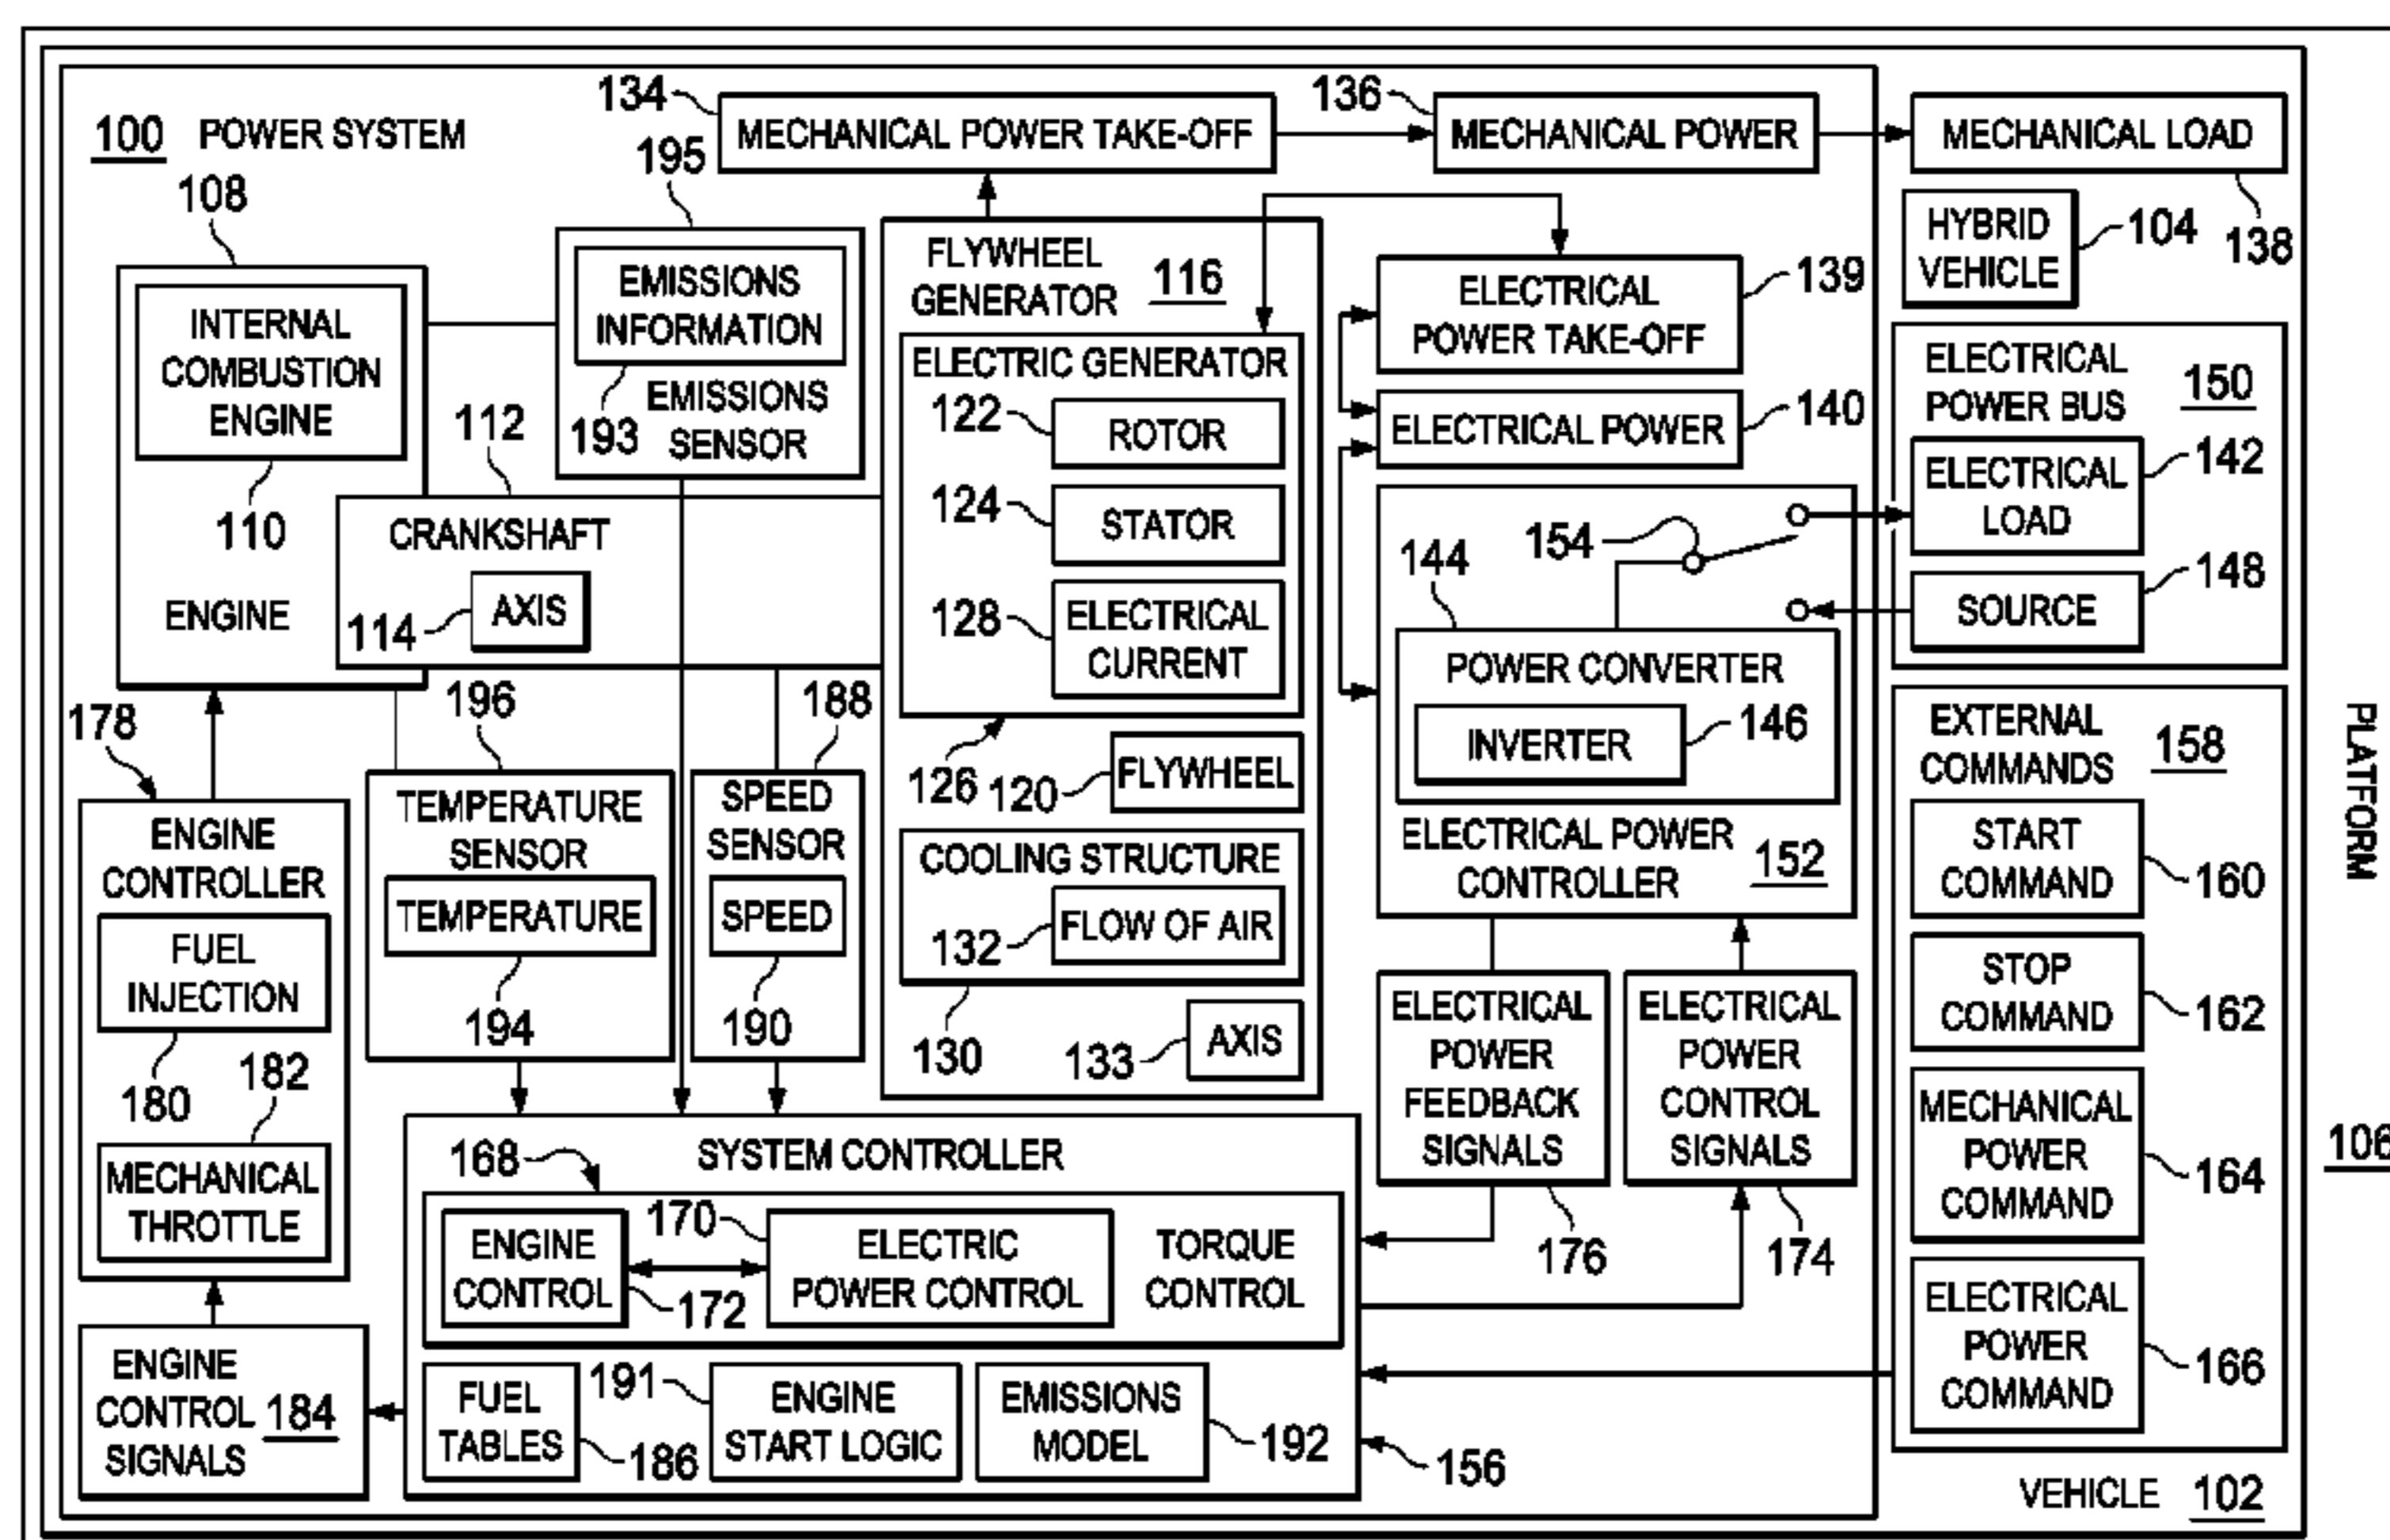 134
136
MECHANICAL POWER TAKE-OFF
MECHANICAL POWER
MECHANICAL LOAD
138
100 POWER SYSTEM
195
108
HYBRID
VEHICLE
104
EMISSIONS
INFORMATION
193
EMISSIONS
SENSOR
INTERNAL
COMBUSTION
ENGINE
110
ENGINE
112
CRANKSHAFT
AXIS
114
FLYWHEEL
GENERATOR
116
ELECTRIC GENERATOR
122
ROTOR
124
STATOR
128
ELECTRICAL
CURRENT
126
120
FLYWHEEL
COOLING STRUCTURE
132
FLOW OF AIR
130
133
AXIS
ELECTRICAL
POWER TAKE-OFF
139
ELECTRICAL POWER
140
154
144
POWER CONVERTER
INVERTER
146
ELECTRICAL POWER
CONTROLLER
152
ELECTRICAL
POWER BUS
150
ELECTRICAL
LOAD
142
SOURCE
148
EXTERNAL
COMMANDS
158
START
COMMAND
160
STOP
COMMAND
162
MECHANICAL
POWER
COMMAND
164
ELECTRICAL
POWER
COMMAND
166
PLATFORM
106
178
ENGINE
CONTROLLER
FUEL
INJECTION
180
182
MECHANICAL
THROTTLE
196
TEMPERATURE
SENSOR
TEMPERATURE
194
188
SPEED
SENSOR
SPEED
190
ELECTRICAL
POWER
FEEDBACK
SIGNALS
176
ELECTRICAL
POWER
CONTROL
SIGNALS
174
SYSTEM CONTROLLER
168
ENGINE
CONTROL
172
170
ELECTRIC
POWER CONTROL
TORQUE
CONTROL
ENGINE
CONTROL
SIGNALS
184
FUEL
TABLES
186
191
ENGINE
START LOGIC
EMISSIONS
MODEL
192
156
VEHICLE 102